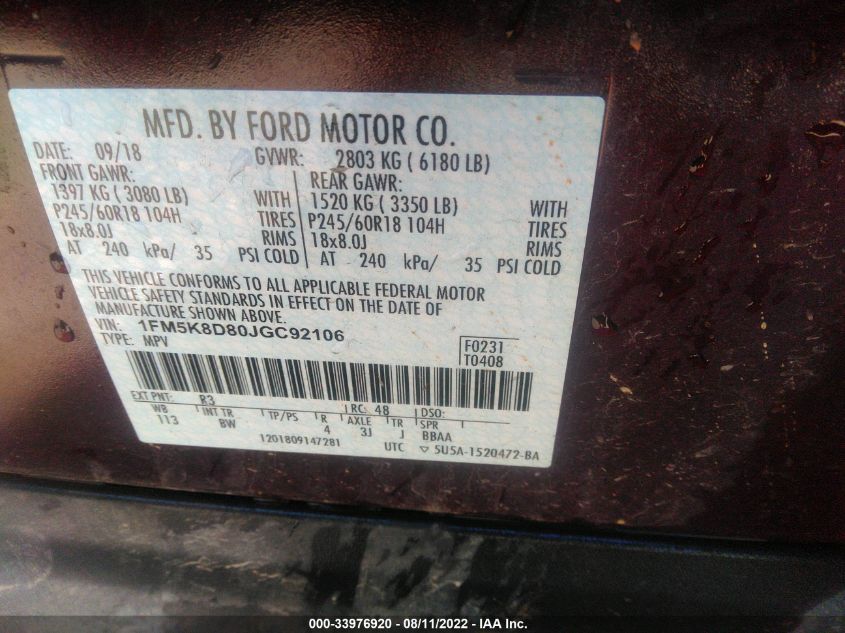 MFD. BY FORD MOTOR CO.
DATE: 09/18 GVWR: 2803 KG ( 6180 LB)
FRONT GAWR: REAR GAWR:
1397 KG ( 3080 LB) WITH 1520 KG ( 3350 LB) WITH
P245/60R18 104H TIRES P245/60R18 104H TIRES
18x8.0J RIMS 18x8.0J RIMS
AT 240 kPa/ 35 PSI COLD AT 240 kPa/ 35 PSI COLD
THIS VEHICLE CONFORMS TO ALL APPLICABLE FEDERAL MOTOR
VEHICLE SAFETY STANDARDS IN EFFECT ON THE DATE OF
MANUFACTURE SHOWN ABOVE.
VIN: 1FM5K8D80JGC92106
TYPE: MPV
F0231
T0408
EXT PNT: R3 RC: 48 DSO:
WB INT TR TP/PS R AXLE TR SPR
113 BW 4 3J J BBAA
1201809147281 UTC ▽ 5U5A-1520472-BA
000-33976920 - 08/11/2022 - IAA Inc.